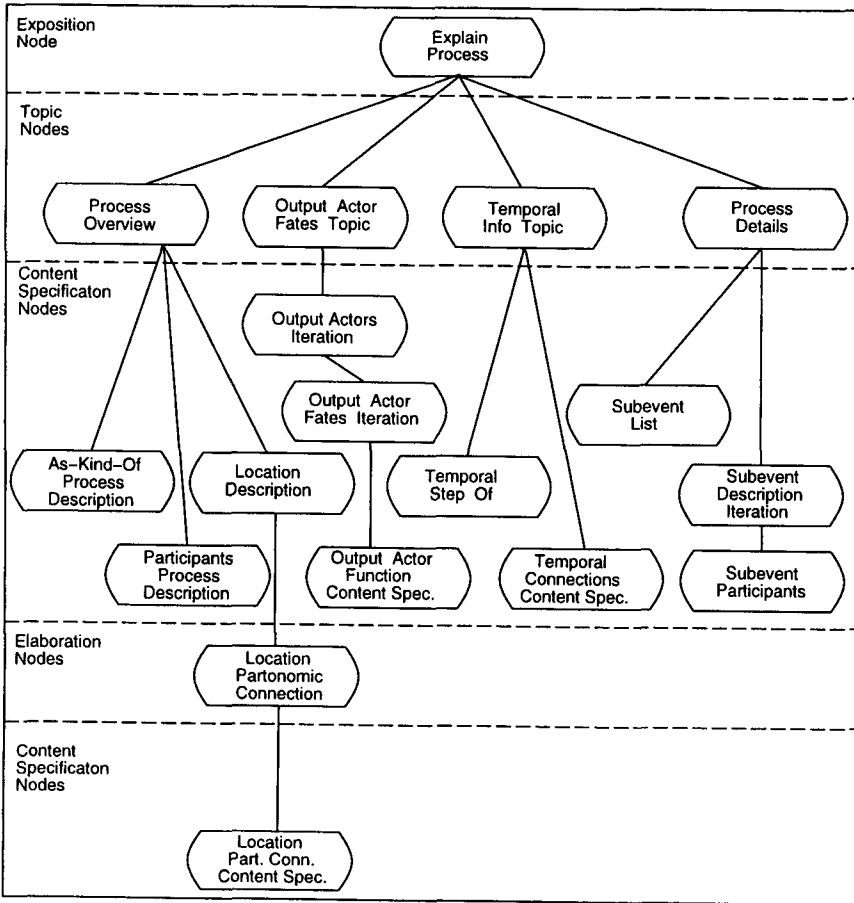 Exposition
Node
Explain
Process
Topic
Nodes
Process
Overview
Output Actor
Fates Topic
Temporal
Info Topic
Process
Details
Content
Specificaton
Nodes
Output Actors
Iteration
Output Actor
Fates Iteration
Subevent
List
As-Kind-Of
Process
Description
Location
Description
Temporal
Step Of
Subevent
Description
Iteration
Participants
Process
Description
Output Actor
Function
Content Spec.
Temporal
Connections
Content Spec.
Subevent
Participants
Elaboration
Nodes
Location
Partonomic
Connection
Content
Specificaton
Nodes
Location
Part. Conn.
Content Spec.